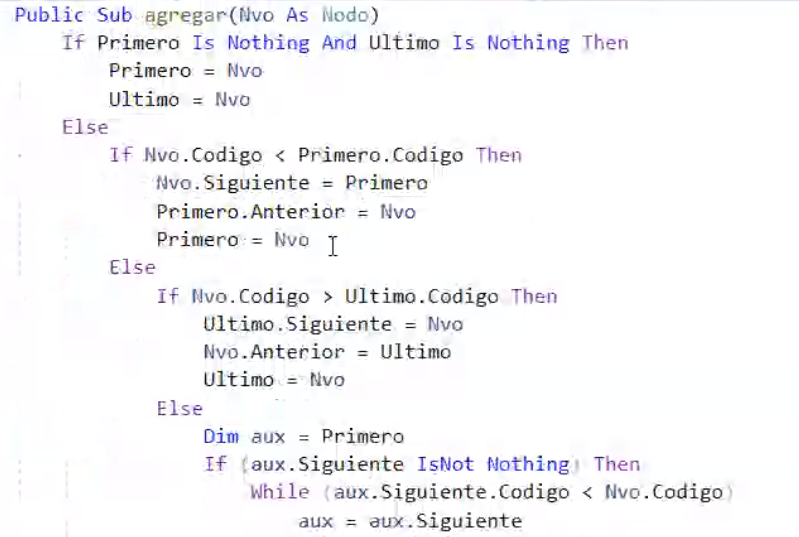 Public Sub agregar(Nvo As Nodo)
If Primero Is Nothing And Ultimo Is Nothing Then
Primero = Nvo
Ultimo = Nvo
Else
If Nvo.Codigo < Primero.Codigo Then
Nvo.Siguiente = Primero
Primero.Anterior = Nvo
Primero = Nvo
Else
If Nvo.Codigo > Ultimo.Codigo Then
Ultimo.Siguiente = Nvo
Nvo.Anterior = Ultimo
Ultimo = Nvo
Else
Dim aux = Primero
If (aux.Siguiente IsNot Nothing) Then
While (aux.Siguiente.Codigo < Nvo.Codigo)
aux = aux.Siguiente